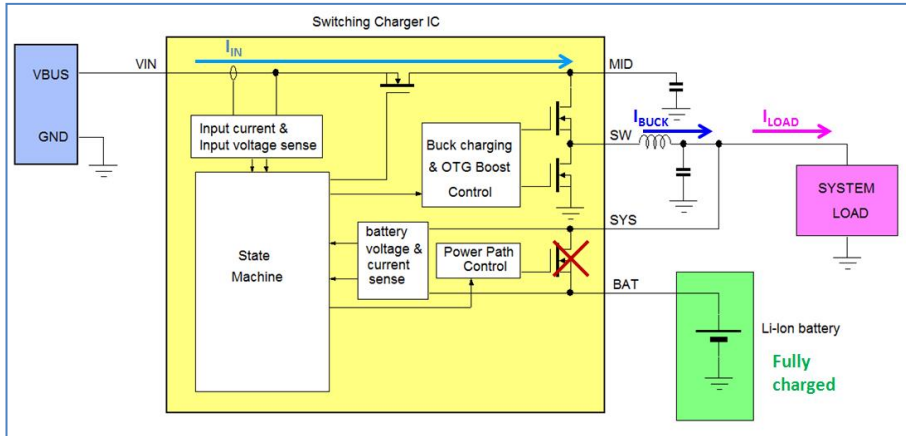 Switching Charger IC
IIN
VIN
MID
VBUS
GND
Input current &
Input voltage sense
Buck charging
& OTG Boost
Control
SW
IBUCK
ILOAD
SYSTEM
LOAD
SYS
battery
voltage &
current
sense
Power Path
Control
State
Machine
BAT
Li-Ion battery
Fully
charged